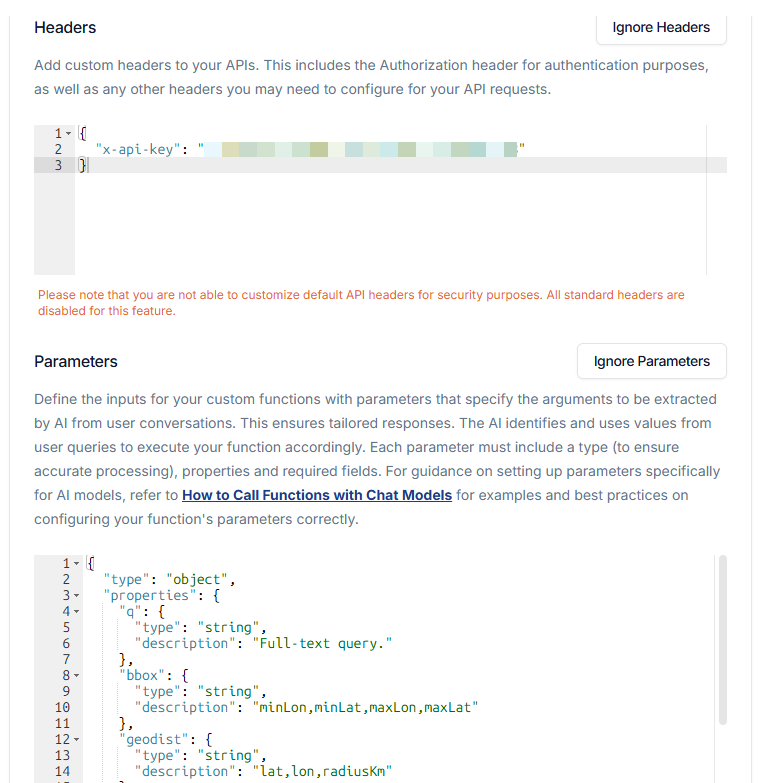 Headers
Ignore Headers
Add custom headers to your APIs. This includes the Authorization header for authentication purposes,
as well as any other headers you may need to configure for your API requests.
1 {
2 "x-api-key": " "
3 }
Please note that you are not able to customize default API headers for security purposes. All standard headers are
disabled for this feature.
Parameters
Ignore Parameters
Define the inputs for your custom functions with parameters that specify the arguments to be extracted
by AI from user conversations. This ensures tailored responses. The AI identifies and uses values from
user queries to execute your function accordingly. Each parameter must include a type (to ensure
accurate processing), properties and required fields. For guidance on setting up parameters specifically
for AI models, refer to How to Call Functions with Chat Models for examples and best practices on
configuring your function's parameters correctly.
1 {
2 "type": "object",
3 "properties": {
4 "q": {
5 "type": "string",
6 "description": "Full-text query."
7 },
8 "bbox": {
9 "type": "string",
10 "description": "minLon,minLat,maxLon,maxLat"
11 },
12 "geodist": {
13 "type": "string",
14 "description": "lat,lon,radiusKm"